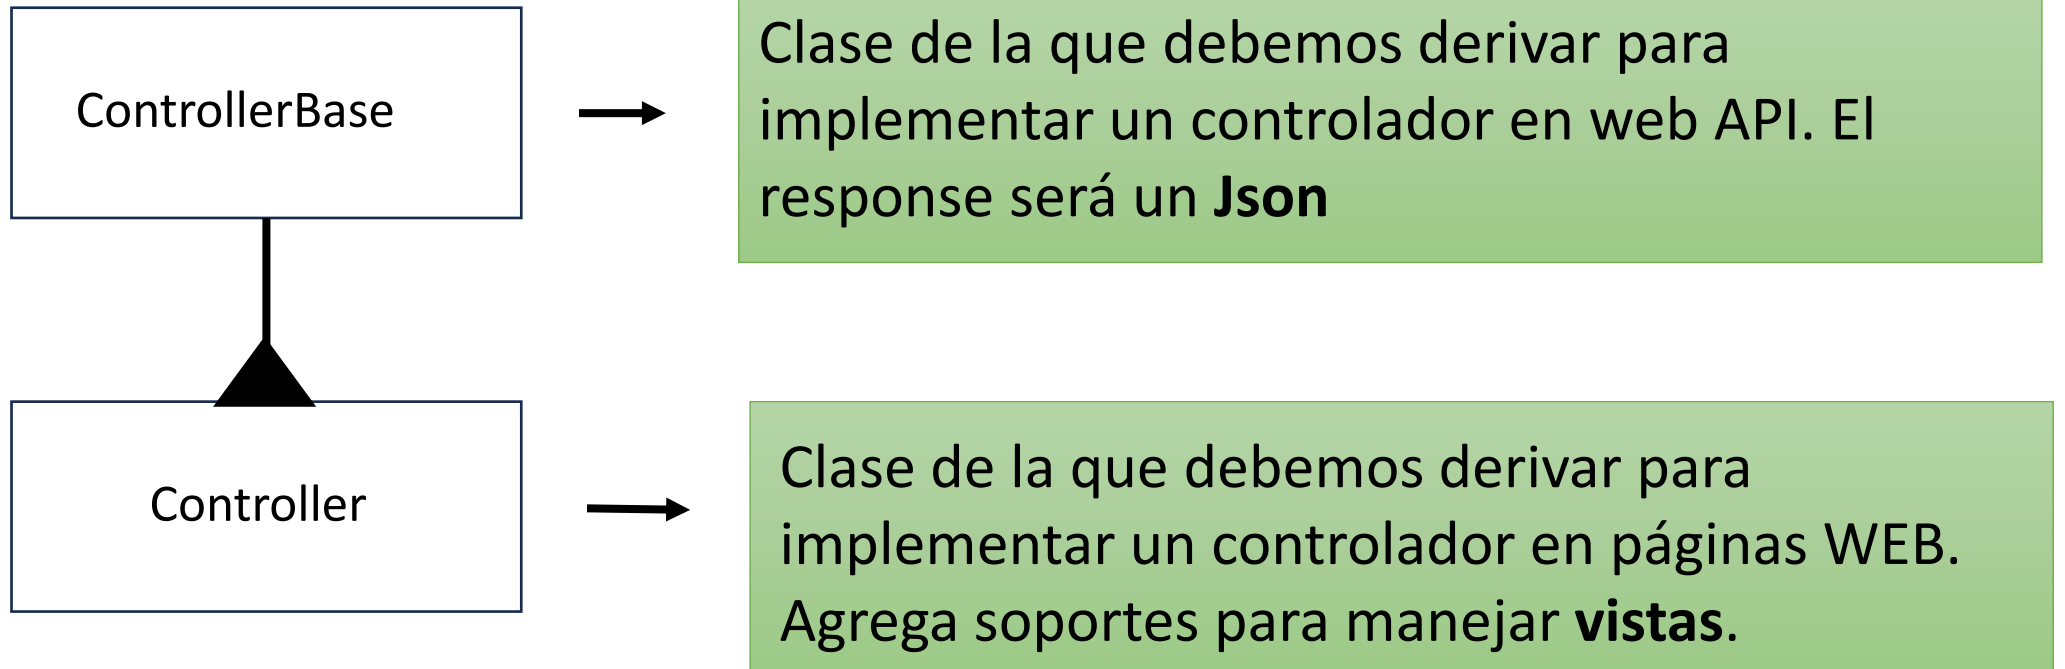 ControllerBase
Clase de la que debemos derivar para
implementar un controlador en web API. El
response será un Json
Controller
Clase de la que debemos derivar para
implementar un controlador en páginas WEB.
Agrega soportes para manejar vistas.